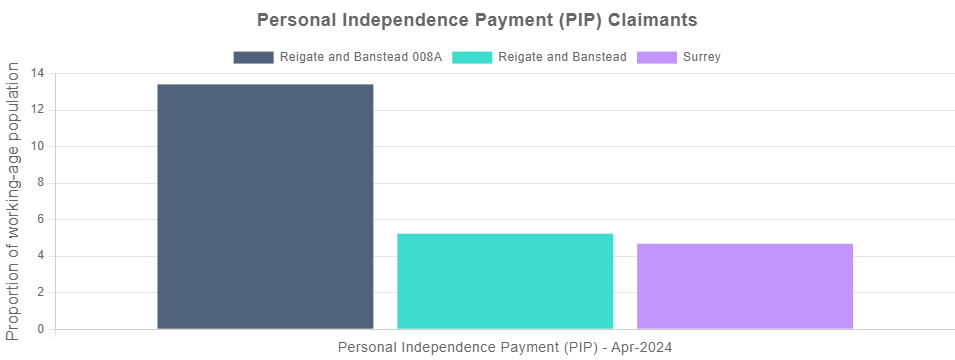 Personal Independence Payment (PIP) Claimants
Reigate and Banstead 008A
Reigate and Banstead
Surrey
Proportion of working-age population
14
12
10
8
6
4
2
0
Personal Independence Payment (PIP) - Apr-2024